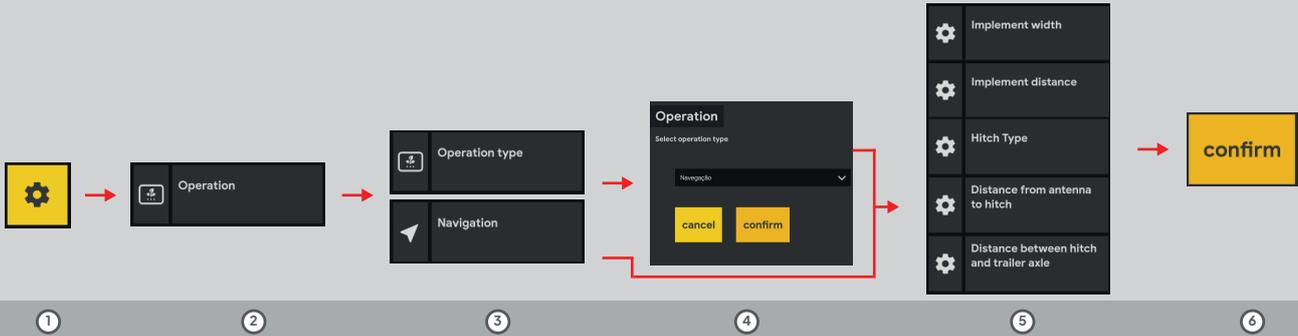 Operation
Operation type
Navigation
Operation
Select operation type
Navegação
cancel
confirm
Implement width
Implement distance
Hitch Type
Distance from antenna
to hitch
Distance between hitch
and trailer axle
confirm
1
2
3
4
5
6